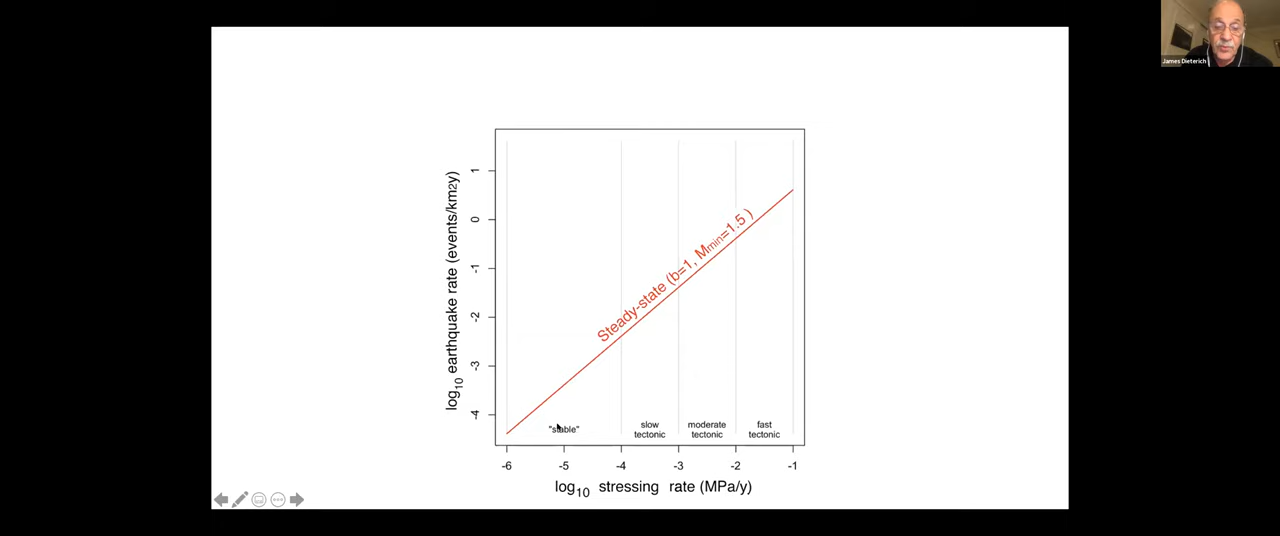 James Dieterich
log10 earthquake rate (events/km2y)
1
0
-1
-2
-3
-4
Steady-state (b=1, Mmin=1.5 )
"stable"
slow
tectonic
moderate
tectonic
fast
tectonic
-6 -5 -4 -3 -2 -1
log10 stressing rate (MPa/y)